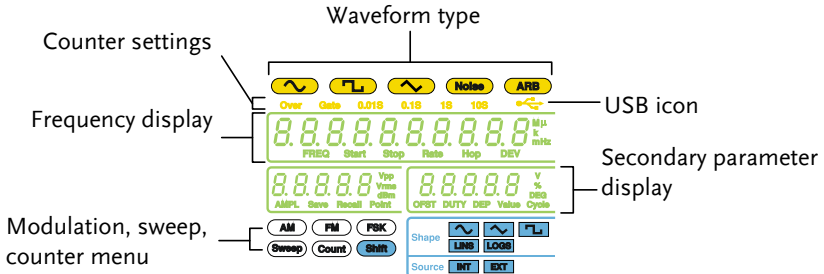 Waveform type
Counter settings
Noise ARB
Over Gate 0.01S 0.1S 1S 10S
USB icon
Frequency display
8.8.8.8.8.8.8.8.8.8 Mµ
k
mHz
FREQ Start Stop Rate Hop DEV
Secondary parameter
display
8.8.8.8.8 Vpp
Vrms
dBm
AMPL Save Recall Point
8.8.8.8.8 V
%
DEG
OFST DUTY DEP Value Cycle
Modulation, sweep,
counter menu
AM FM FSK
Sweep Count Shift
Shape
LINS LOGS
Source INT EXT